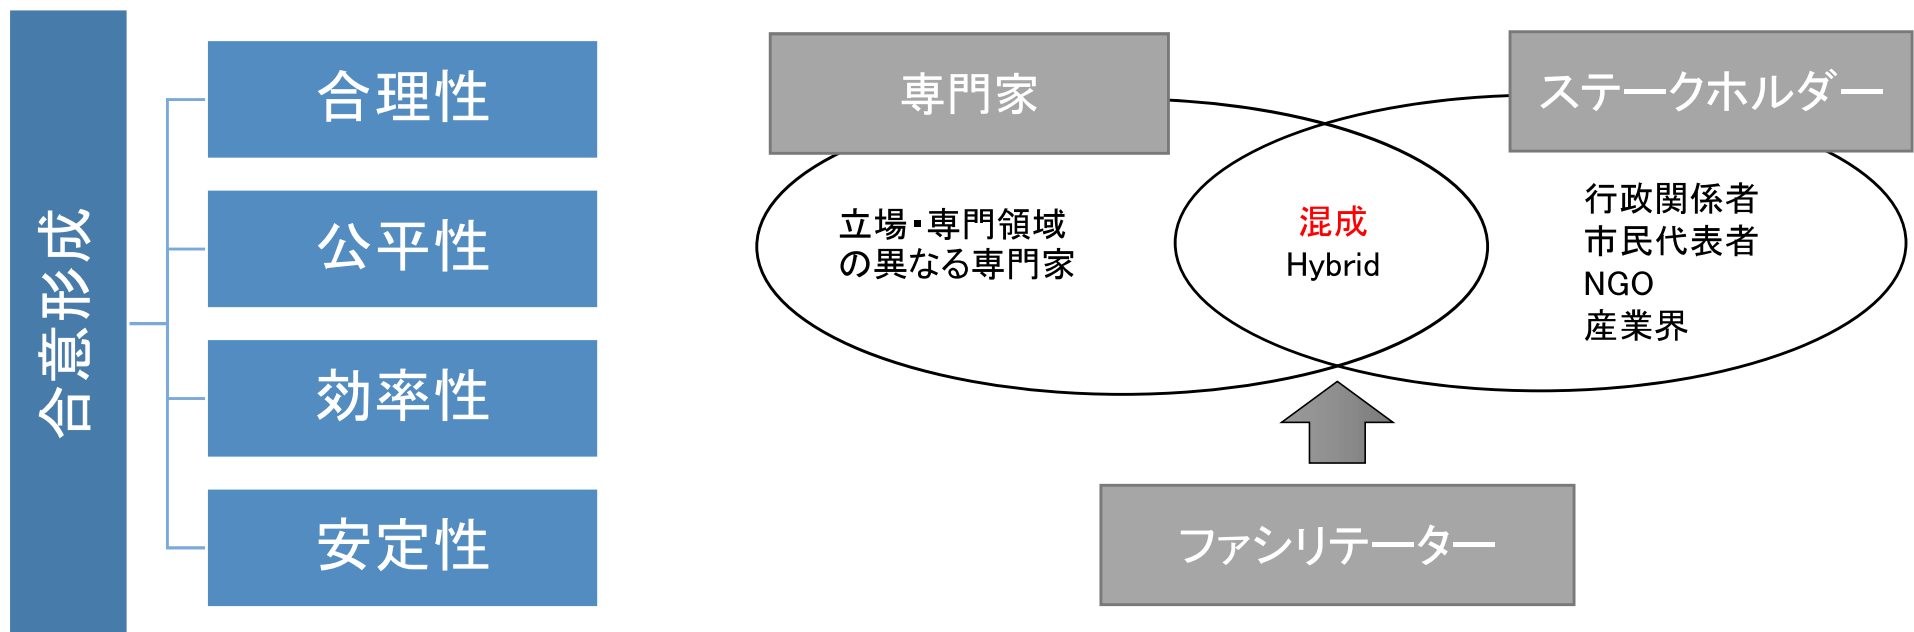 合意形成
合理性
公平性
効率性
安定性
専門家
ステークホルダー
立場・専門領域
の異なる専門家
混成
Hybrid
行政関係者
市民代表者
NGO
産業界
ファシリテーター